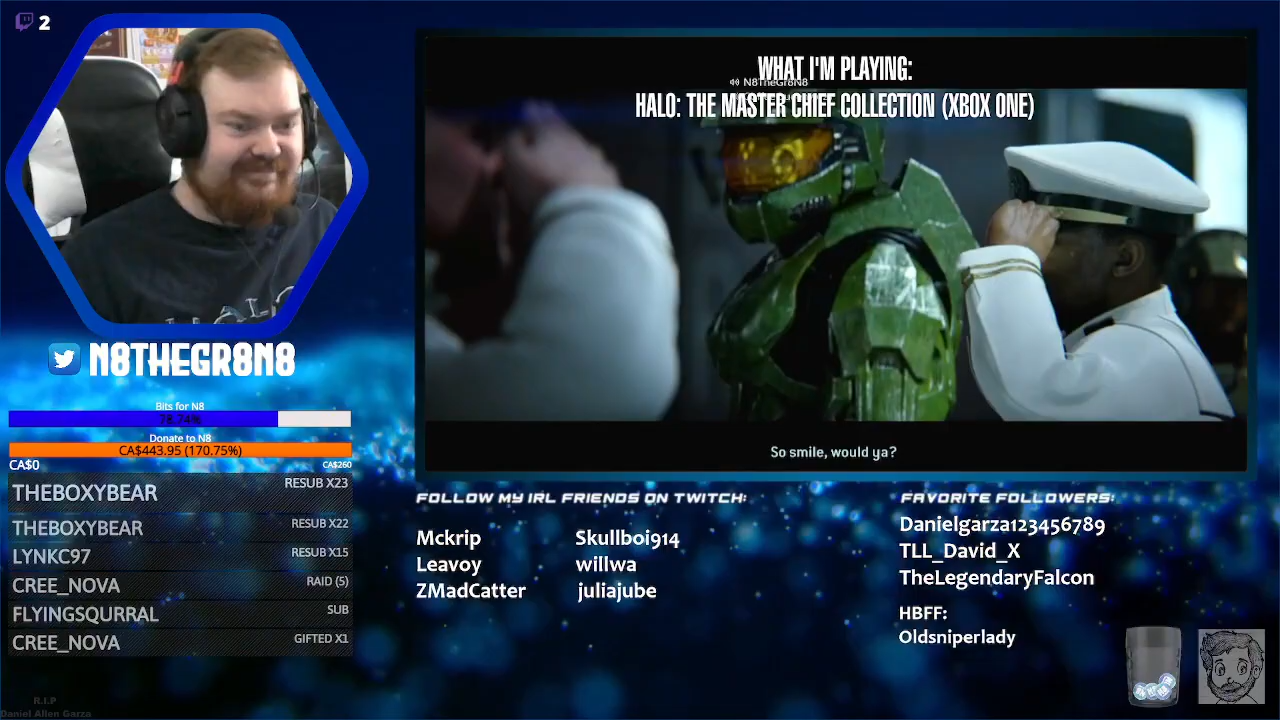 2
WHAT I'M PLAYING:
N8TheGr8N8
HALO: THE MASTER CHIEF COLLECTION (XBOX ONE)
So smile, would ya?
N8THEGR8N8
Bits for N8
78.74%
Donate to N8
CA$443.95 (170.75%)
CA$0
CA$260
THEBOXYBEAR RESUB X23
THEBOXYBEAR RESUB X22
LYNKC97 RESUB X15
CREE_NOVA RAID (5)
FLYINGSQURRAL SUB
CREE_NOVA GIFTED X1
FOLLOW MY IRL FRIENDS ON TWITCH:
Mckrip Skullboi914
Leavoy willwa
ZMadCatter juliajube
FAVORITE FOLLOWERS:
Danielgarza123456789
TLL_David_X
TheLegendaryFalcon
HBFF:
Oldsniperlady
R.I.P
Daniel Allen Garza